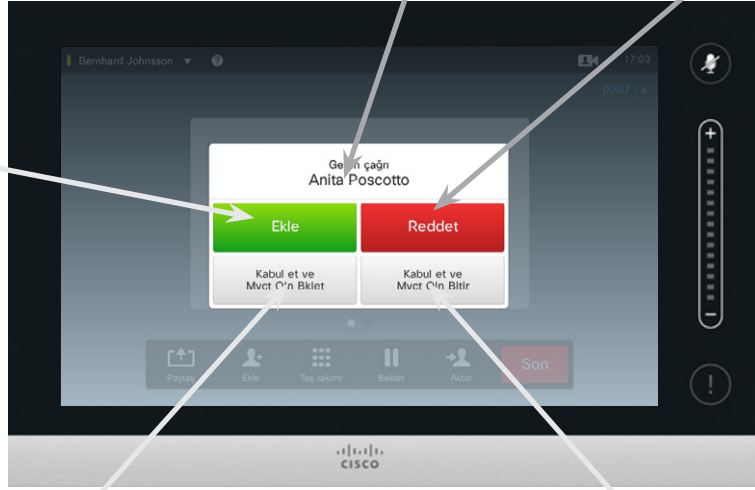 Bernhard Johnsson
17:03
00:07
Gelen çağrı
Anita Poscotto
Ekle
Reddet
Kabul et ve
Mvct Ç'n Bklet
Kabul et ve
Mvct Ç'n Bitir
Paylaş
Ekle
Tuş takımı
Beklet
Aktar
Son
CISCO